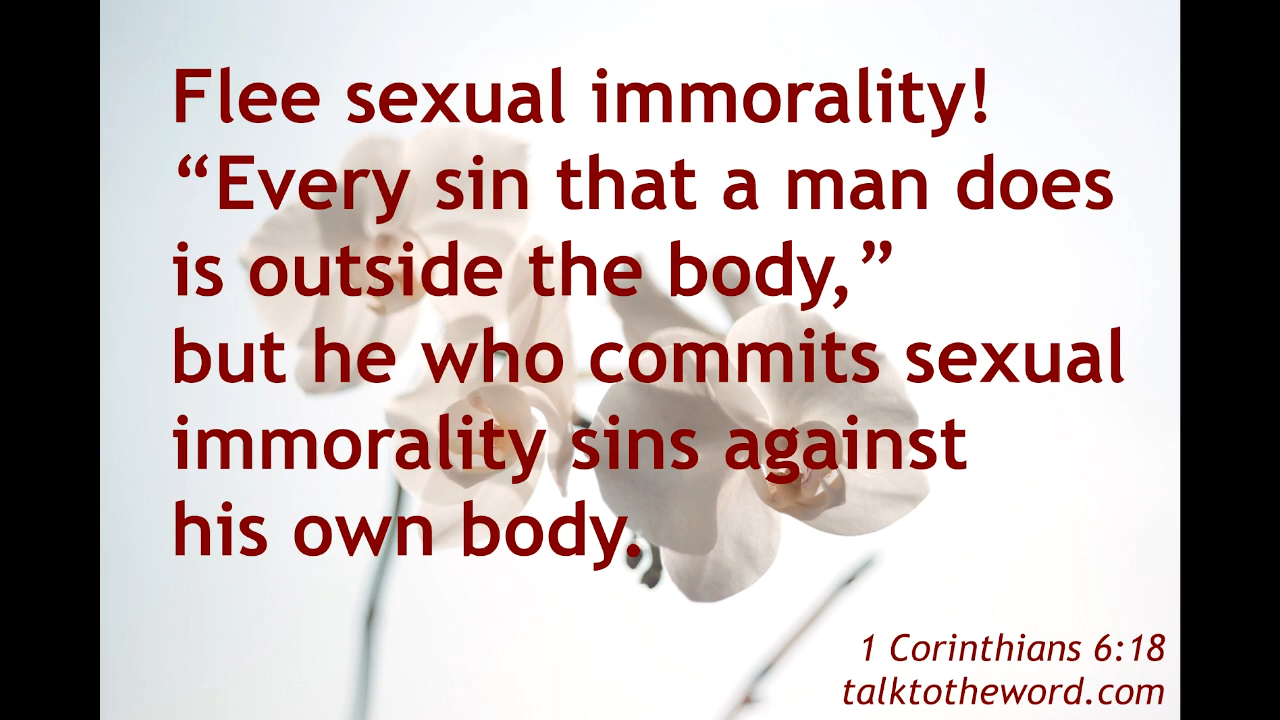 Flee sexual immorality!
“Every sin that a man does
is outside the body,”
but he who commits sexual
immorality sins against
his own body.
1 Corinthians 6:18
talktotheword.com